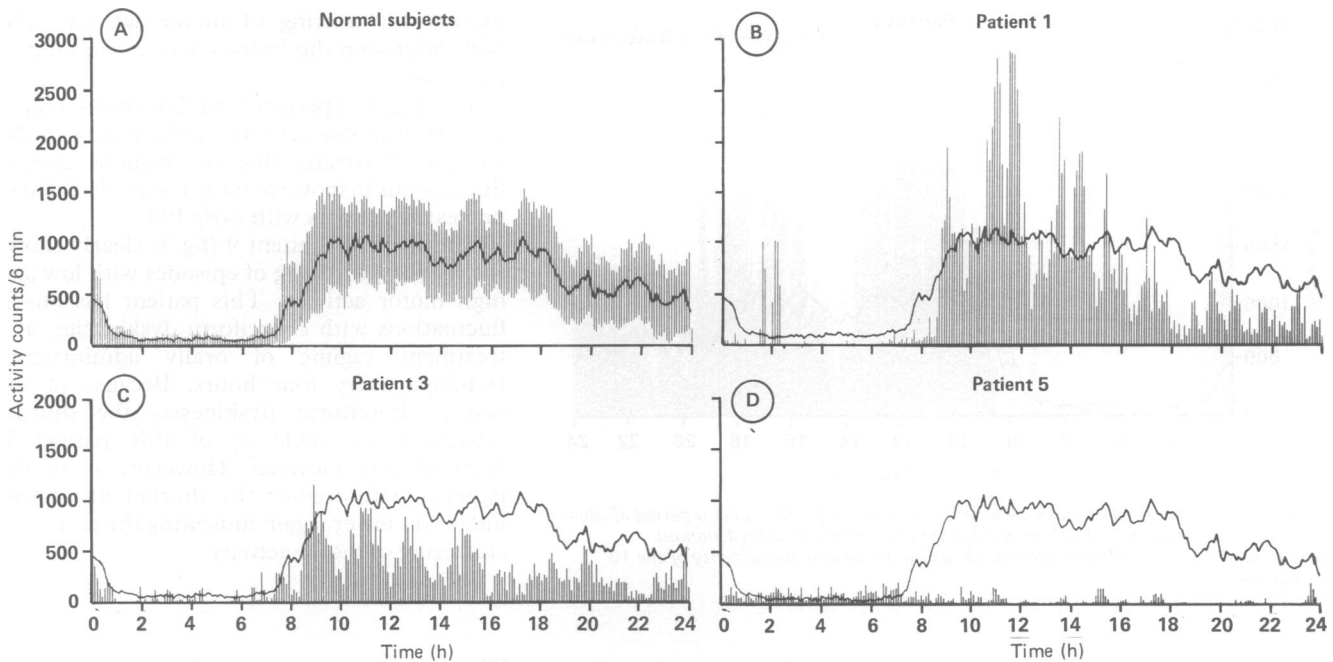 A
Normal subjects
B
Patient 1
3000
2500
2000
1500
1000
500
0
Activity counts/6 min
C
Patient 3
D
Patient 5
2000
1500
1000
500
0
0 2 4 6 8 10 12 14 16 18 20 22 24
0 2 4 6 8 10 12 14 16 18 20 22 24
Time (h)
Time (h)